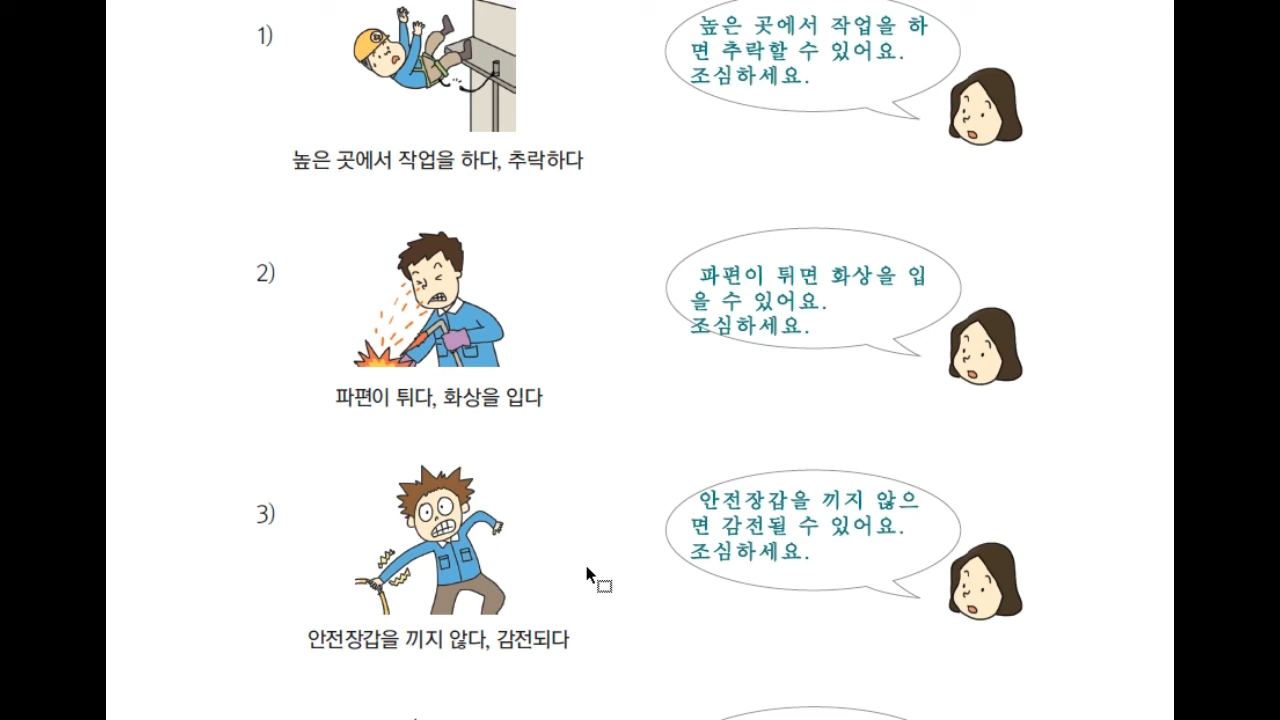 1)
높은 곳에서 작업을 하
면 추락할 수 있어요.
조심하세요.
높은 곳에서 작업을 하다, 추락하다
2)
파편이 튀면 화상을 입
을 수 있어요.
조심하세요.
파편이 튀다, 화상을 입다
3)
안전장갑을 끼지 않으
면 감전될 수 있어요.
조심하세요.
안전장갑을 끼지 않다, 감전되다